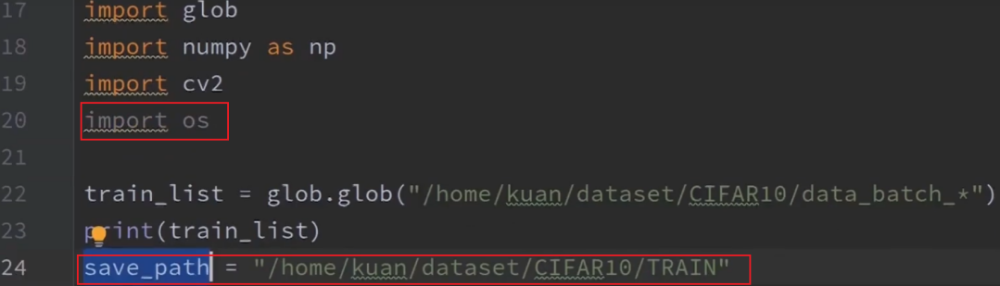 17 import glob
18 import numpy as np
19 import cv2
20 import os
21
22 train_list = glob.glob("/home/kuan/dataset/CIFAR10/data_batch_*")
23 print(train_list)
24 save_path = "/home/kuan/dataset/CIFAR10/TRAIN"